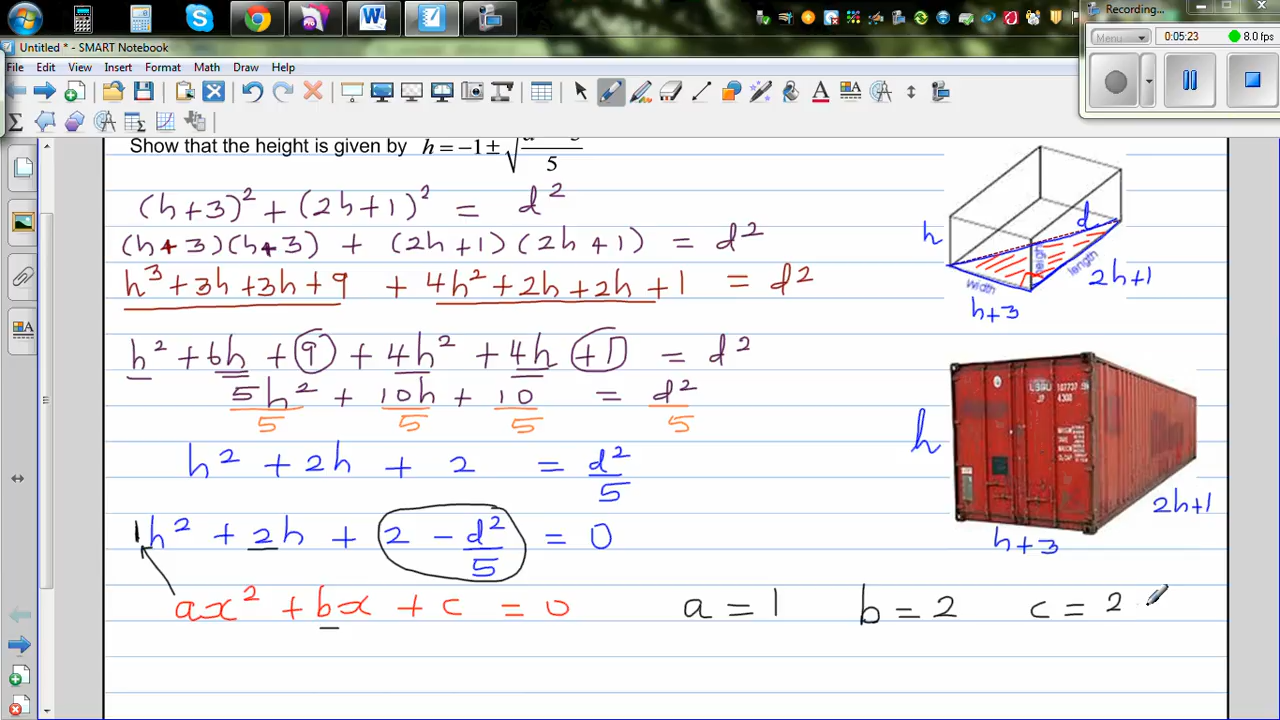 Recording...
Menu
0:05:23
8.0 fps
Untitled * - SMART Notebook
File Edit View Insert Format Math Draw Help
Show that the height is given by h = −1 ± √ 5
(h+3)² + (2h+1)² = d²
(h+3)(h+3) + (2h+1)(2h+1) = d²
h³ + 3h + 3h + 9 + 4h² + 2h + 2h + 1 = d²
h² + 6h + 9 + 4h² + 4h + 1 = d²
5h²/5 + 10h/5 + 10/5 = d²/5
h² + 2h + 2 = d²/5
1h² + 2h + 2 − d²/5 = 0
ax² + bx + c = 0 a = 1 b = 2 c = 2
h
d
height
length
width
2h+1
h+3
h
2h+1
h+3